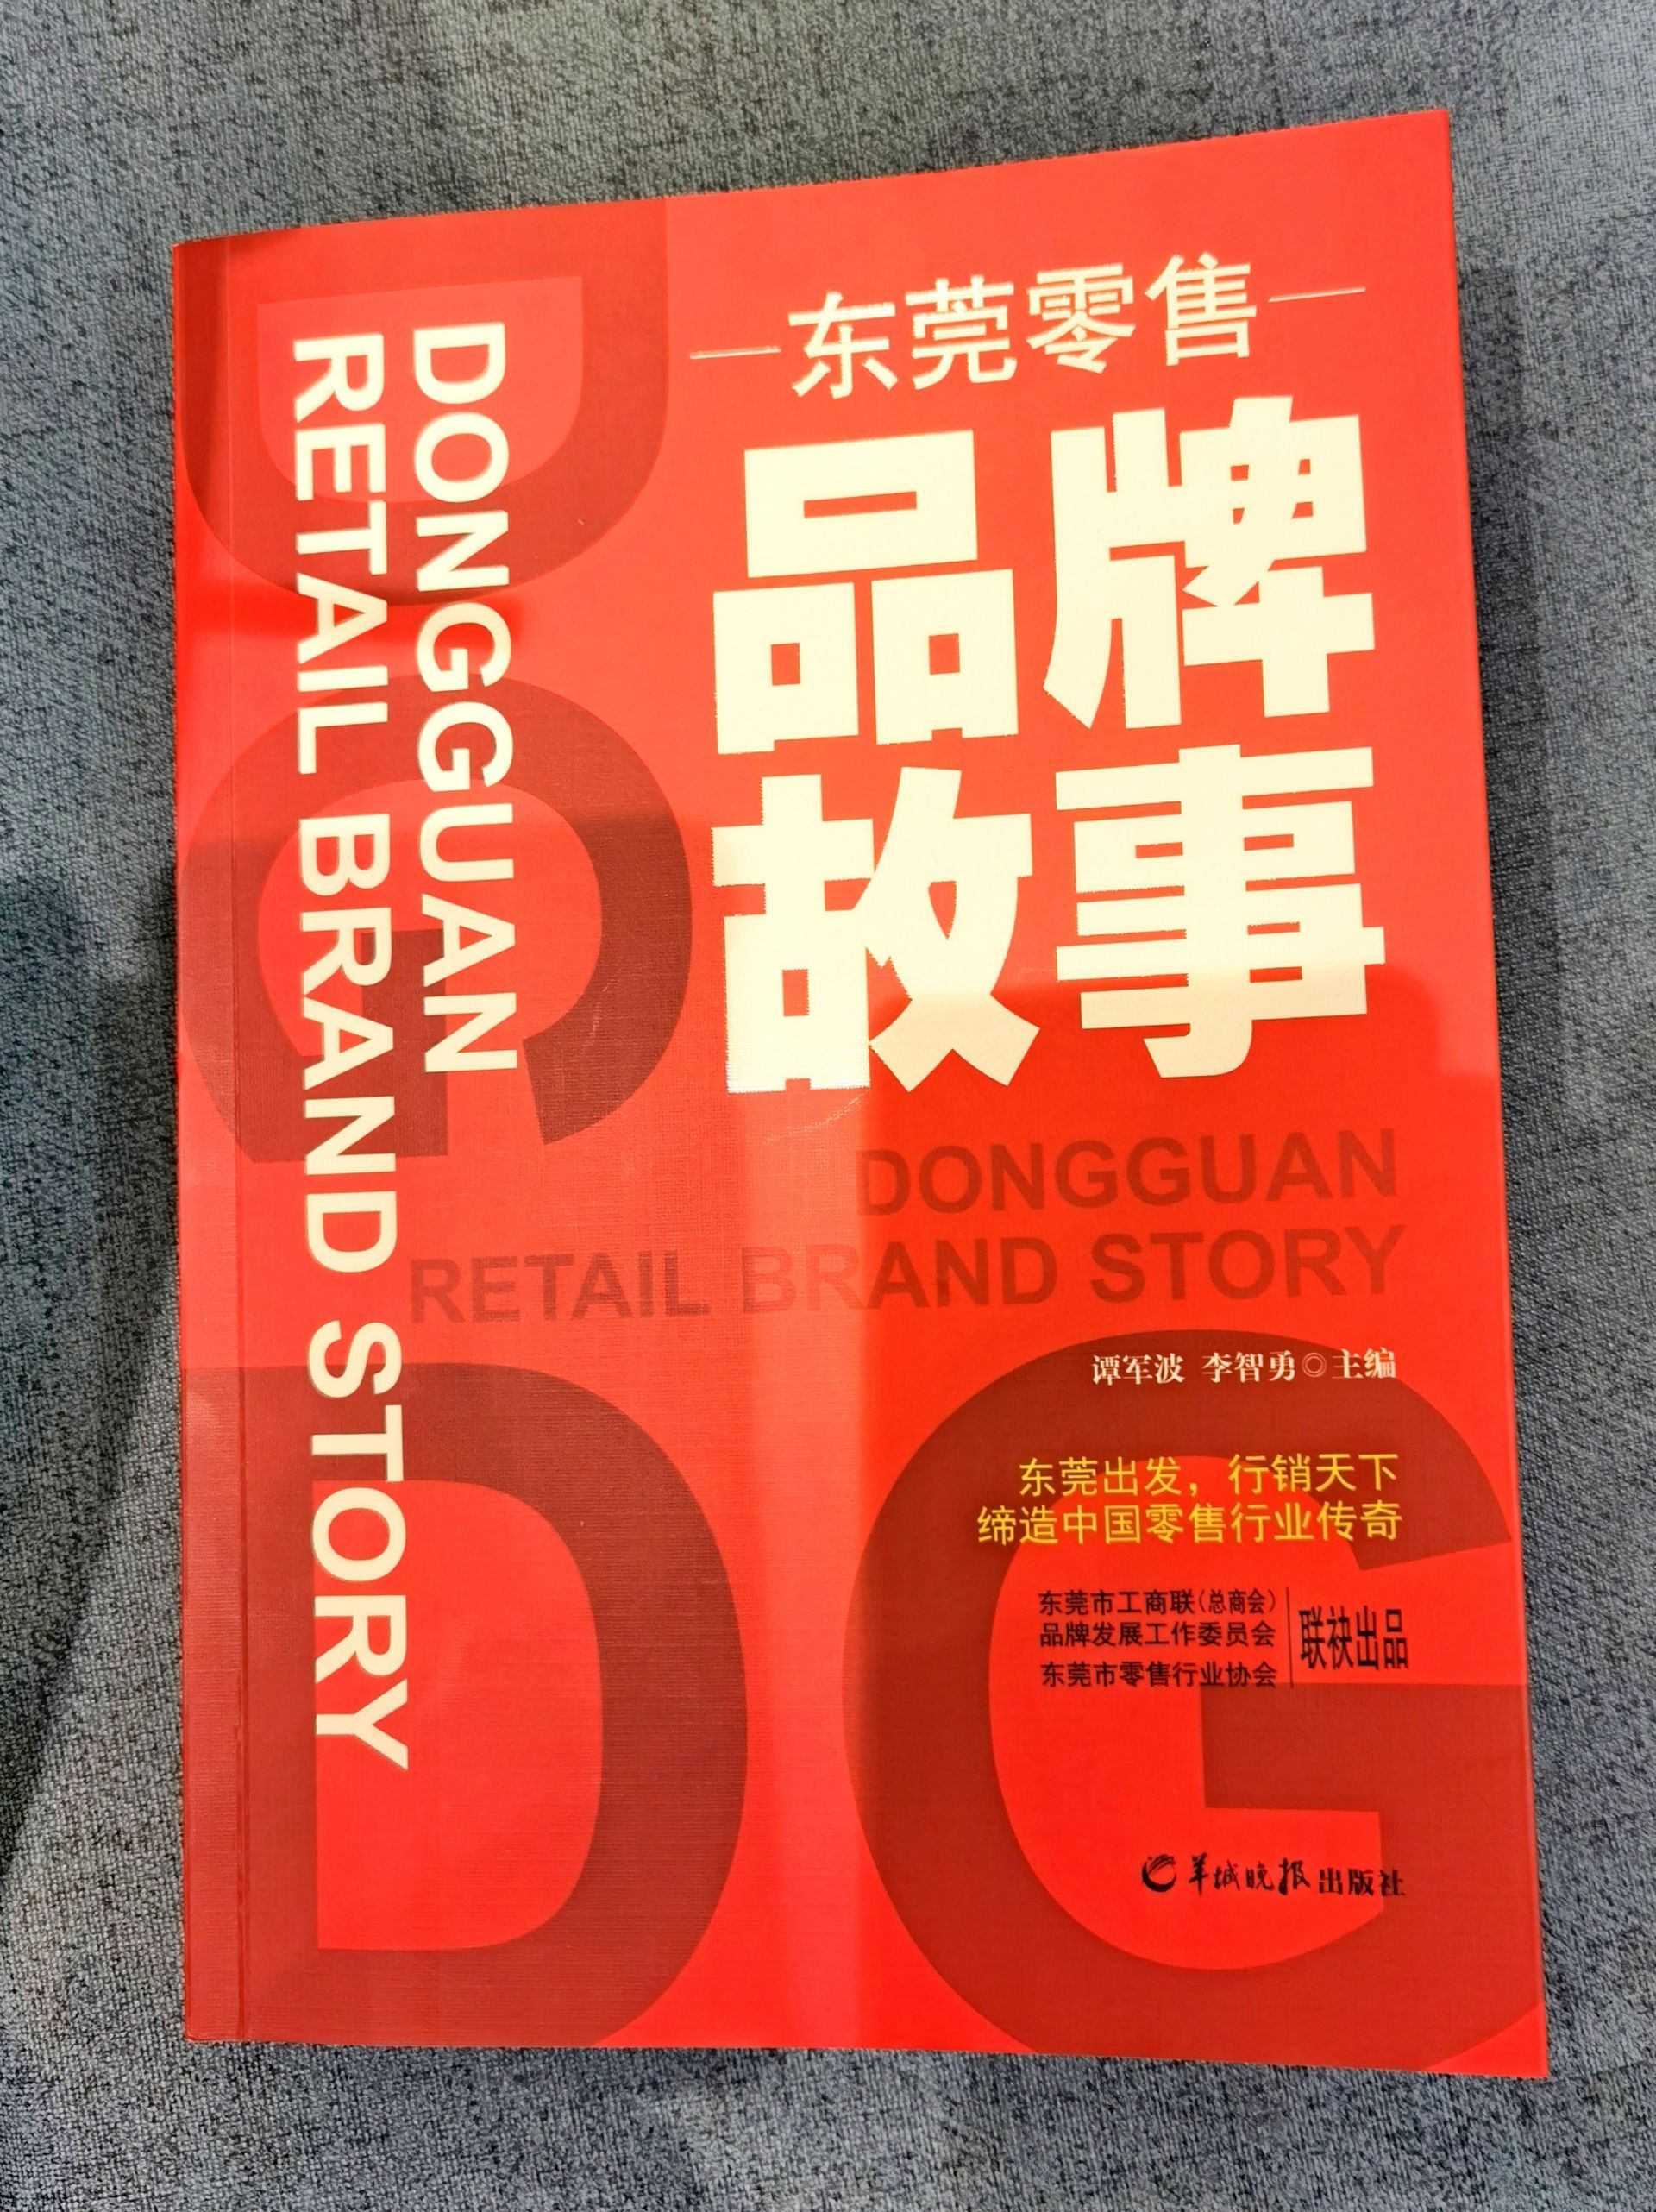 东莞零售
品牌
故事
DONGGUAN
RETAIL BRAND STORY
DONGGUAN
RETAIL BRAND STORY
谭军波 李智勇◎主编
东莞出发，行销天下
缔造中国零售行业传奇
东莞市工商联（总商会）
品牌发展工作委员会
东莞市零售行业协会
联袂出品
羊城晚报出版社
DG
DG